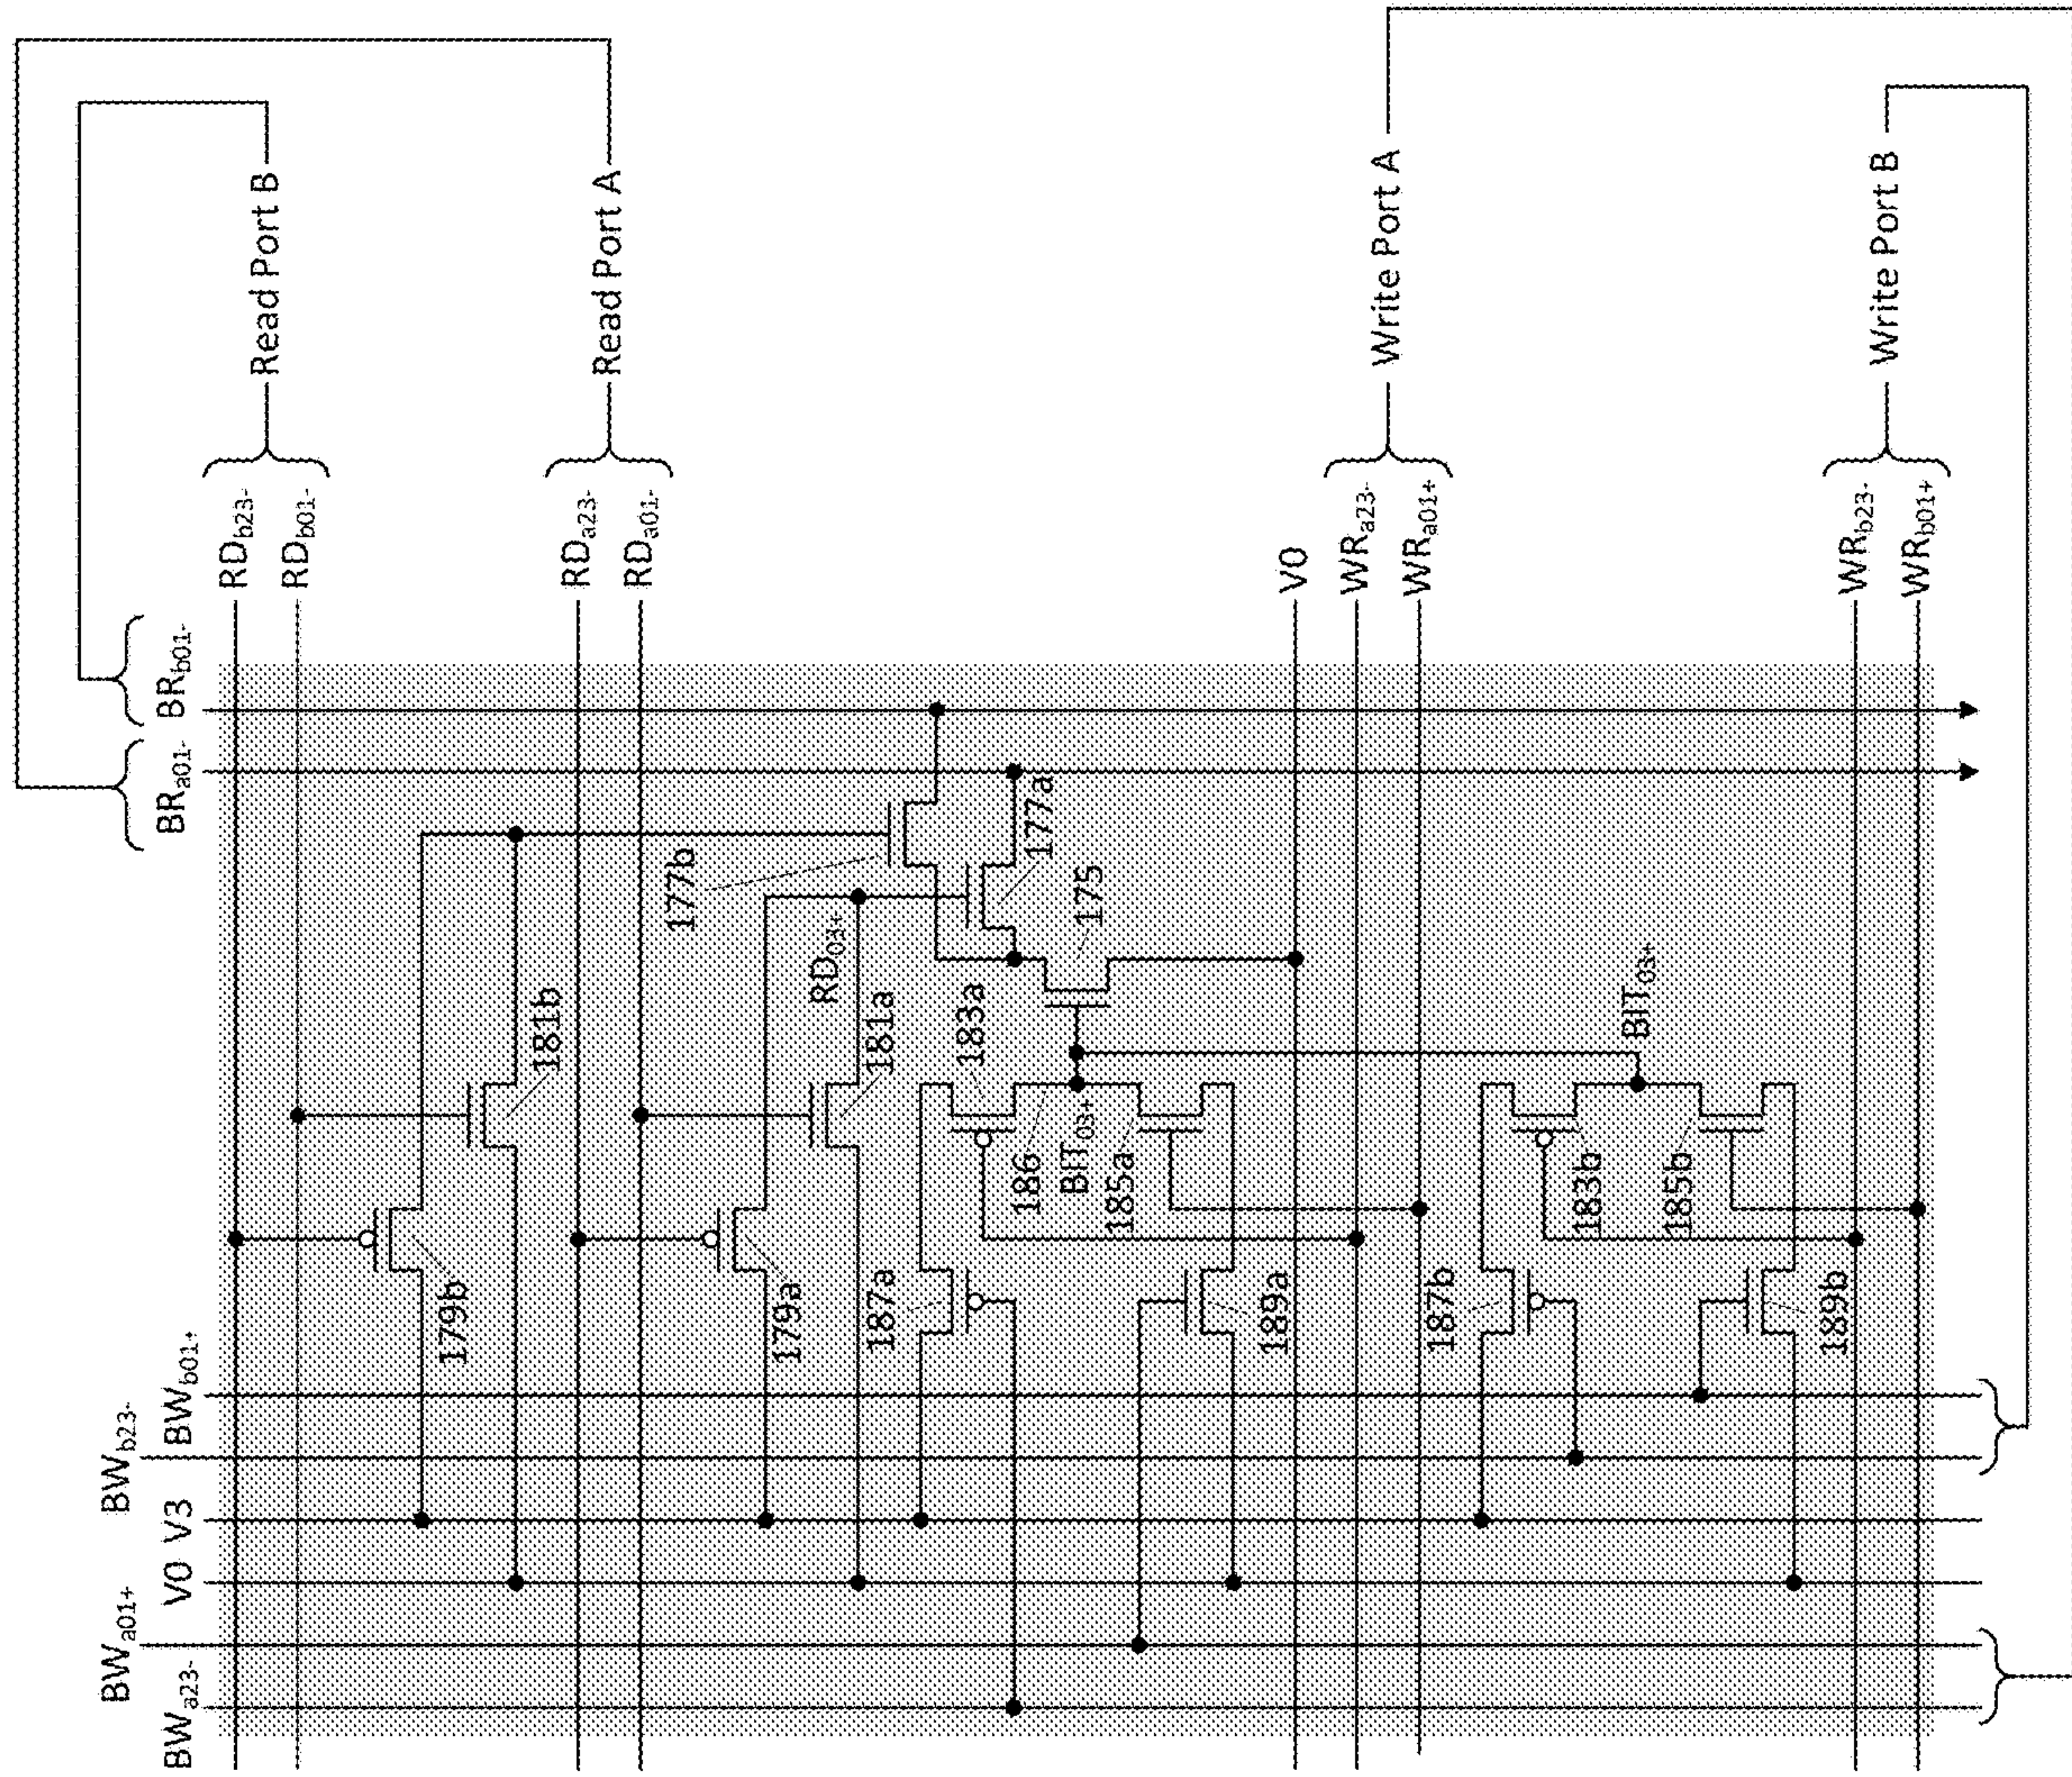 Read Port B
Read Port A
Write Port A
Write Port B
RDb23-
RDb01-
RDa23-
RDa01-
V0
WRa23-
WRa01+
WRb23-
WRb01+
BRb01-
BRa01-
177b
177a
175
RD03+
181b
181a
183a
BIT03+
186
BIT03+
185a
183b
185b
179b
179a
187a
189a
187b
189b
BWb01+
BWb23-
V3
V0
BWa01+
BWa23-